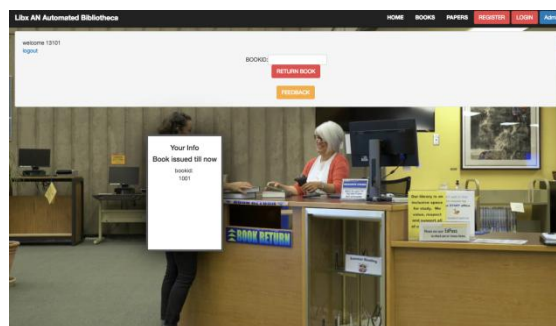 Libx AN Automated Bibliotheca
HOME BOOKS PAPERS REGISTER LOGIN Adm
welcome 13101
logout
BOOKID:
RETURN BOOK
FEEDBACK
Your Info
Book issued till now
bookid:
1001
BOOK RETURN